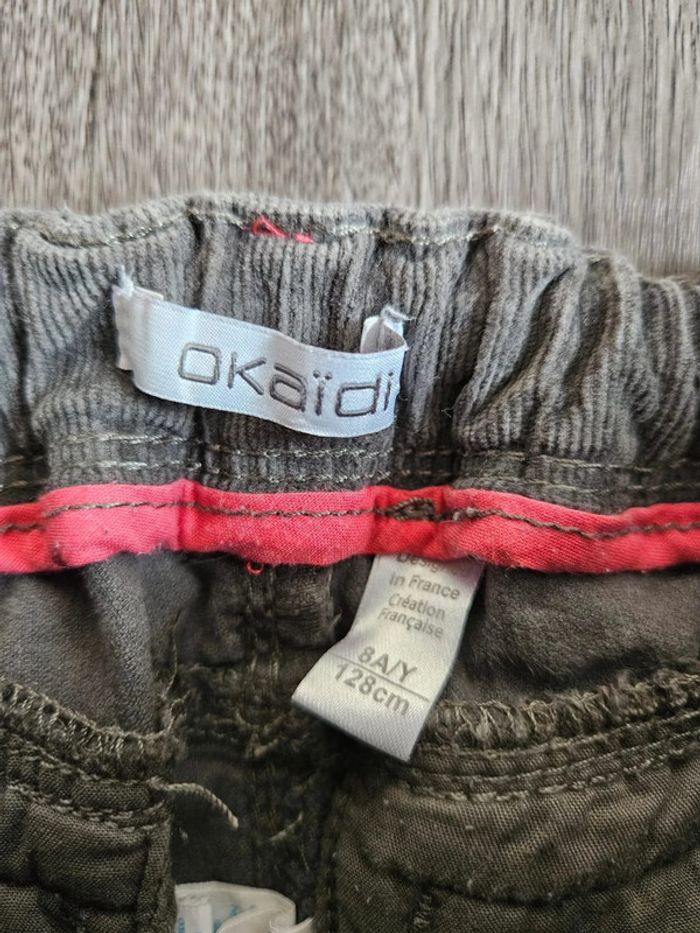 okaïdi
Design
in France
Création
Française
8A/Y
128cm